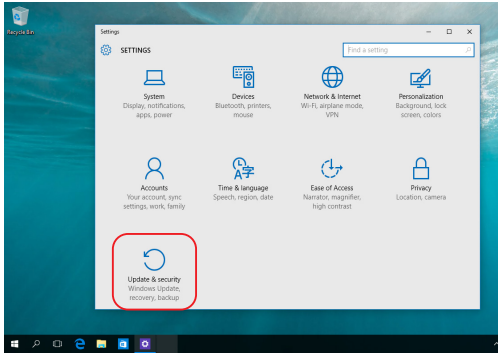 Recycle Bin
Settings
SETTINGS
Find a setting
System
Display, notifications,
apps, power
Devices
Bluetooth, printers,
mouse
Network & Internet
Wi-Fi, airplane mode,
VPN
Personalization
Background, lock
screen, colors
Accounts
Your account, sync
settings, work, family
Time & language
Speech, region, date
Ease of Access
Narrator, magnifier,
high contrast
Privacy
Location, camera
Update & security
Windows Update,
recovery, backup